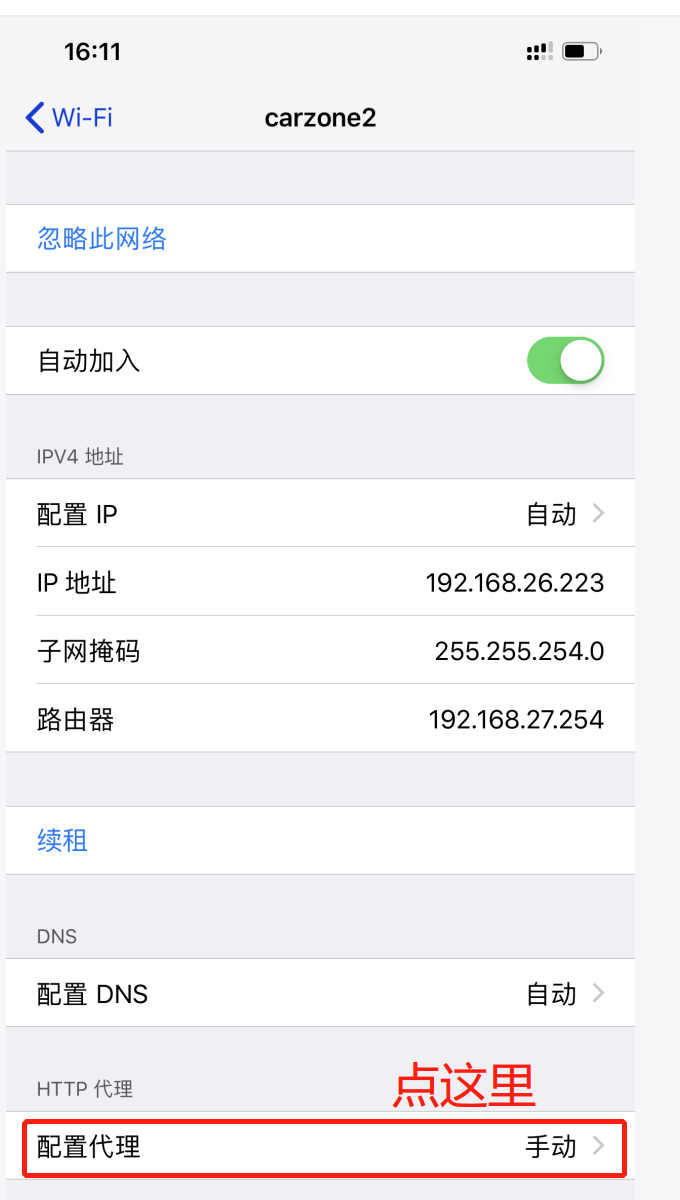 16:11
Wi-Fi
carzone2
忽略此网络
自动加入
IPV4 地址
配置 IP 自动
IP 地址 192.168.26.223
子网掩码 255.255.254.0
路由器 192.168.27.254
续租
DNS
配置 DNS 自动
HTTP 代理
点这里
配置代理 手动